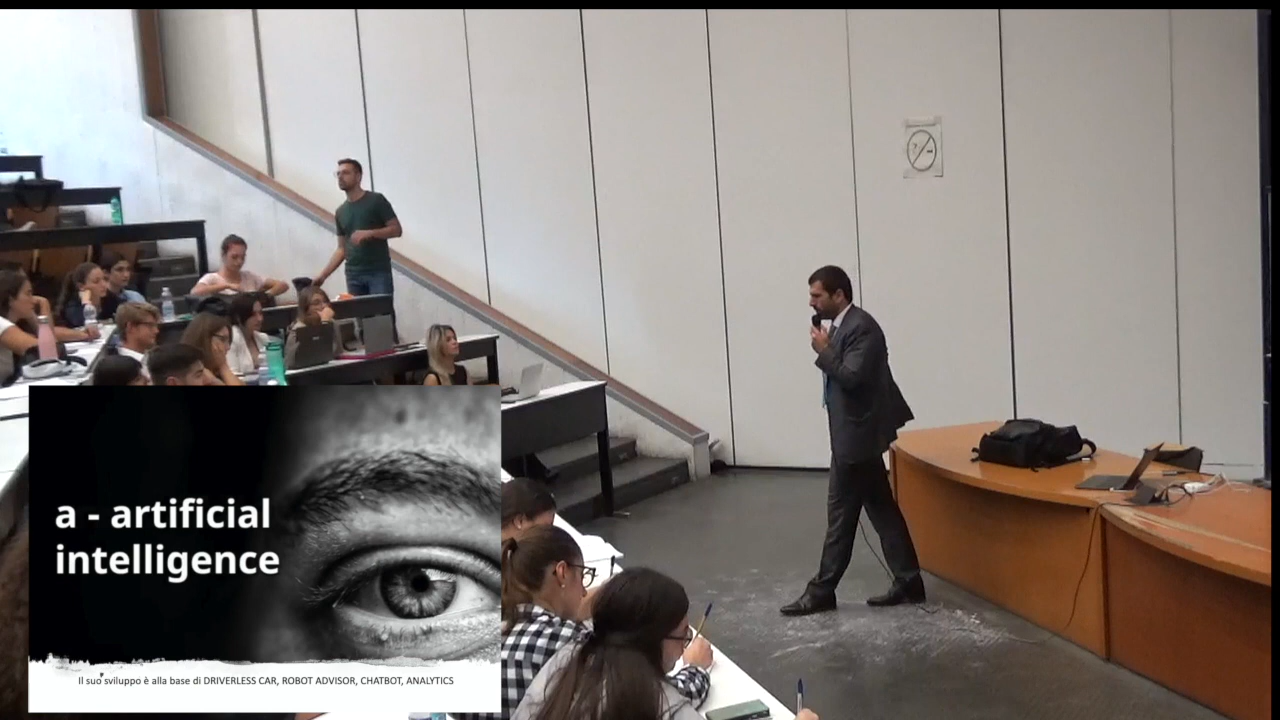 a - artificial
intelligence
Il suo sviluppo è alla base di DRIVERLESS CAR, ROBOT ADVISOR, CHATBOT, ANALYTICS